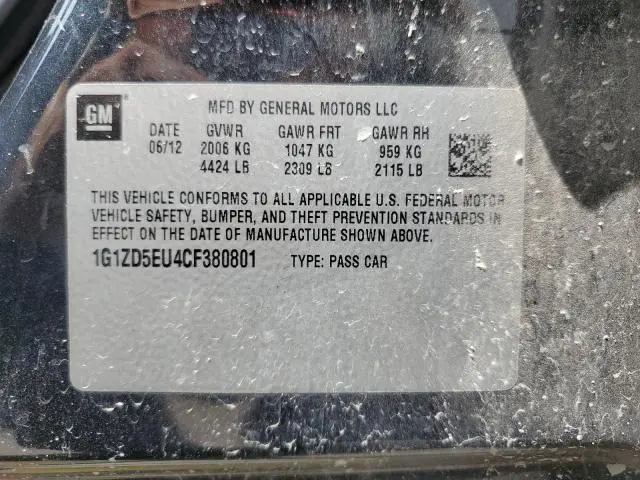 GM
MFD BY GENERAL MOTORS LLC
DATE GVWR GAWR FRT GAWR RH
06/12 2006 KG 1047 KG 959 KG
4424 LB 2309 LB 2115 LB
THIS VEHICLE CONFORMS TO ALL APPLICABLE U.S. FEDERAL MOTOR
VEHICLE SAFETY, BUMPER, AND THEFT PREVENTION STANDARDS IN
EFFECT ON THE DATE OF MANUFACTURE SHOWN ABOVE.
1G1ZD5EU4CF380801 TYPE: PASS CAR